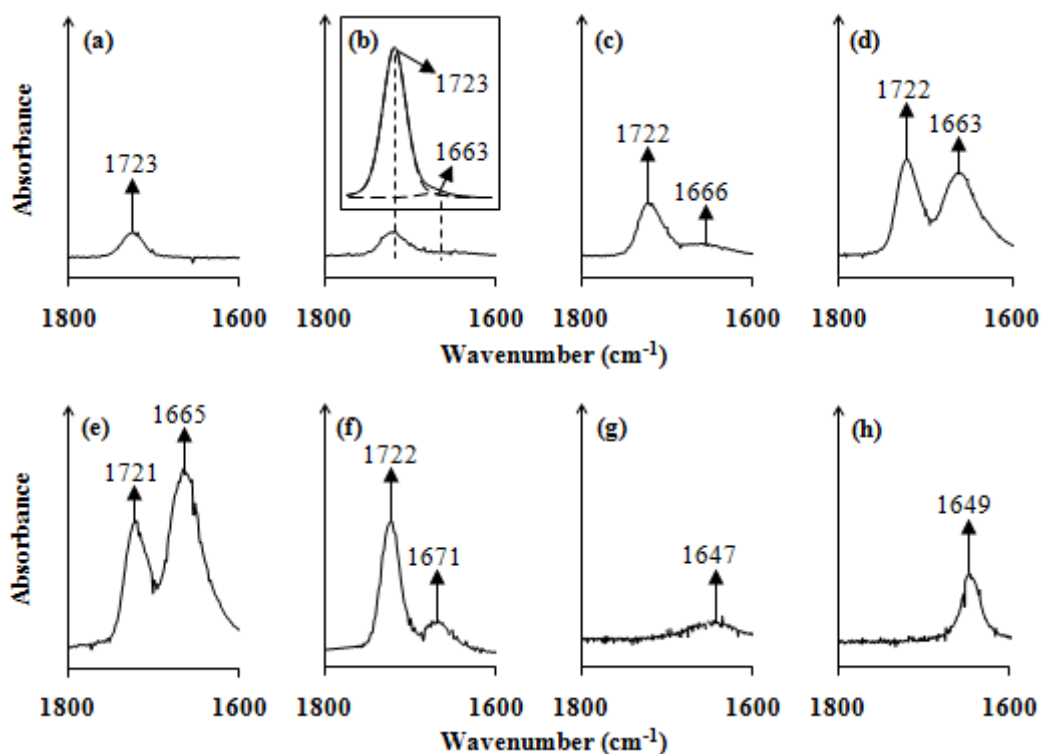 (a)
1723
(b)
1723
1663
(c)
1722
1666
(d)
1722
1663
Absorbance
1800 1600 1800 1600 1800 1600 1800 1600
Wavenumber (cm-1)
(e)
1721
1665
(f)
1722
1671
(g)
1647
(h)
1649
Absorbance
1800 1600 1800 1600 1800 1600 1800 1600
Wavenumber (cm-1)